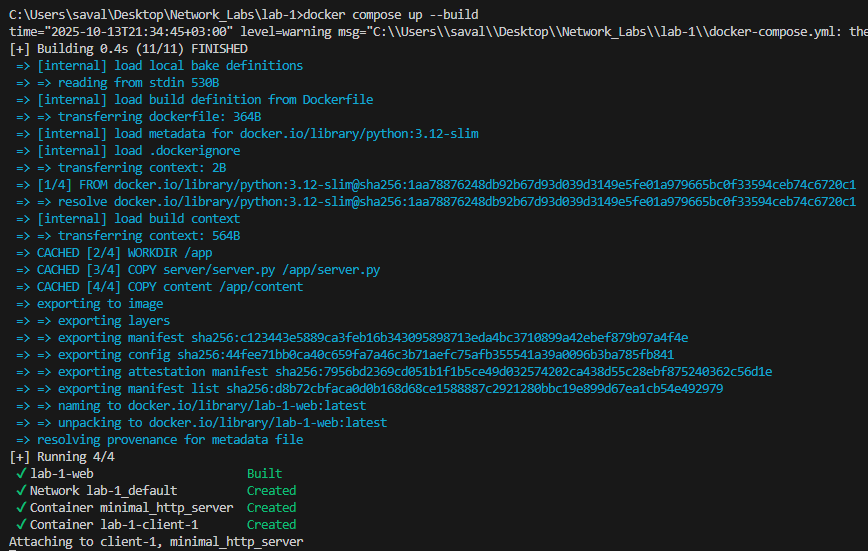 C:\Users\saval\Desktop\Network_Labs\lab-1>docker compose up --build
time="2025-10-13T21:34:45+03:00" level=warning msg="C:\\Users\\saval\\Desktop\\Network_Labs\\lab-1\\docker-compose.yml: the
[+] Building 0.4s (11/11) FINISHED
=> [internal] load local bake definitions
=> => reading from stdin 530B
=> [internal] load build definition from Dockerfile
=> => transferring dockerfile: 364B
=> [internal] load metadata for docker.io/library/python:3.12-slim
=> [internal] load .dockerignore
=> => transferring context: 2B
=> [1/4] FROM docker.io/library/python:3.12-slim@sha256:1aa78876248db92b67d93d039d3149e5fe01a979665bc0f33594ceb74c6720c1
=> => resolve docker.io/library/python:3.12-slim@sha256:1aa78876248db92b67d93d039d3149e5fe01a979665bc0f33594ceb74c6720c1
=> [internal] load build context
=> => transferring context: 564B
=> CACHED [2/4] WORKDIR /app
=> CACHED [3/4] COPY server/server.py /app/server.py
=> CACHED [4/4] COPY content /app/content
=> exporting to image
=> => exporting layers
=> => exporting manifest sha256:c123443e5889ca3feb16b343095898713eda4bc3710899a42ebef879b97a4f4e
=> => exporting config sha256:44fee71bb0ca40c659fa7a46c3b71aefc75afb355541a39a0096b3ba785fb841
=> => exporting attestation manifest sha256:7956bd2369cd051b1f1b5ce49d032574202ca438d55c28ebf875240362c56d1e
=> => exporting manifest list sha256:d8b72cbfaca0d0b168d68ce1588887c2921280bbc19e899d67ea1cb54e492979
=> => naming to docker.io/library/lab-1-web:latest
=> => unpacking to docker.io/library/lab-1-web:latest
=> resolving provenance for metadata file
[+] Running 4/4
✔ lab-1-web Built
✔ Network lab-1_default Created
✔ Container minimal_http_server Created
✔ Container lab-1-client-1 Created
Attaching to client-1, minimal_http_server